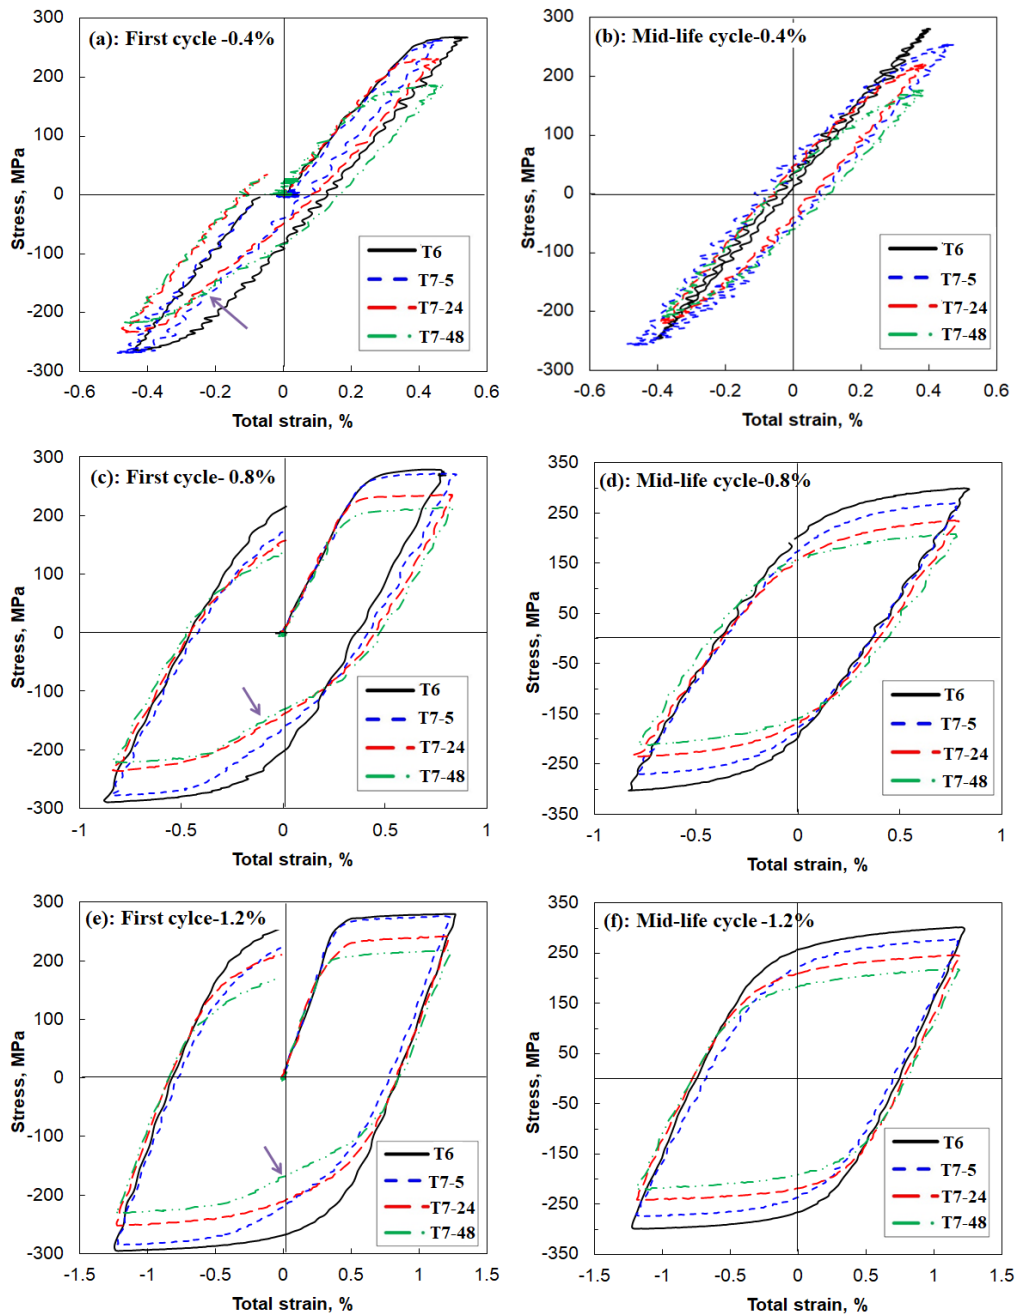 (a): First cycle -0.4%
Stress, MPa
300
200
100
0
-100
-200
-300
-0.6
-0.4
-0.2
0
0.2
0.4
0.6
Total strain, %
T6
T7-5
T7-24
T7-48
(b): Mid-life cycle-0.4%
Stress, MPa
300
200
100
0
-100
-200
-300
-0.6
-0.4
-0.2
0
0.2
0.4
0.6
Total strain, %
T6
T7-5
T7-24
T7-48
(c): First cycle- 0.8%
Stress, MPa
300
200
100
0
-100
-200
-300
-1
-0.5
0
0.5
1
Total strain, %
T6
T7-5
T7-24
T7-48
(d): Mid-life cycle-0.8%
Stress, MPa
350
250
150
50
-50
-150
-250
-350
-1
-0.5
0
0.5
1
Total strain, %
T6
T7-5
T7-24
T7-48
(e): First cylce-1.2%
Stress, MPa
300
200
100
0
-100
-200
-300
-1.5
-1
-0.5
0
0.5
1
1.5
Total strain, %
T6
T7-5
T7-24
T7-48
(f): Mid-life cycle -1.2%
Stress, MPa
350
250
150
50
-50
-150
-250
-350
-1.5
-1
-0.5
0
0.5
1
1.5
Total strain, %
T6
T7-5
T7-24
T7-48